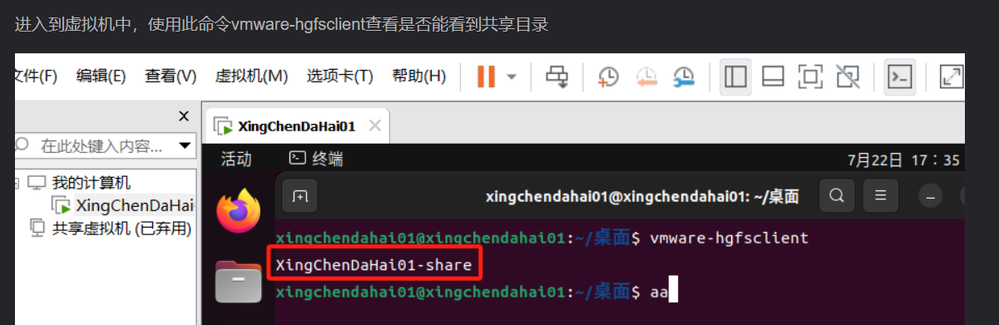 进入到虚拟机中，使用此命令vmware-hgfsclient查看是否能看到共享目录
文件(F) 编辑(E) 查看(V) 虚拟机(M) 选项卡(T) 帮助(H)
XingChenDaHai01
在此处键入内容...
活动 终端 7月22日 17：35
我的计算机
XingChenDaHai
共享虚拟机 (已弃用)
xingchendahai01@xingchendahai01: ~/桌面
xingchendahai01@xingchendahai01:~/桌面$ vmware-hgfsclient
XingChenDaHai01-share
xingchendahai01@xingchendahai01:~/桌面$ aa